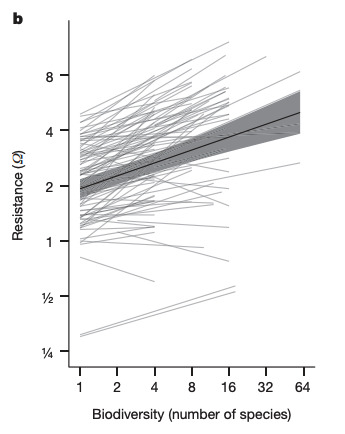 b
8
4
2
1
½
¼
Resistance (Ω)
1 2 4 8 16 32 64
Biodiversity (number of species)